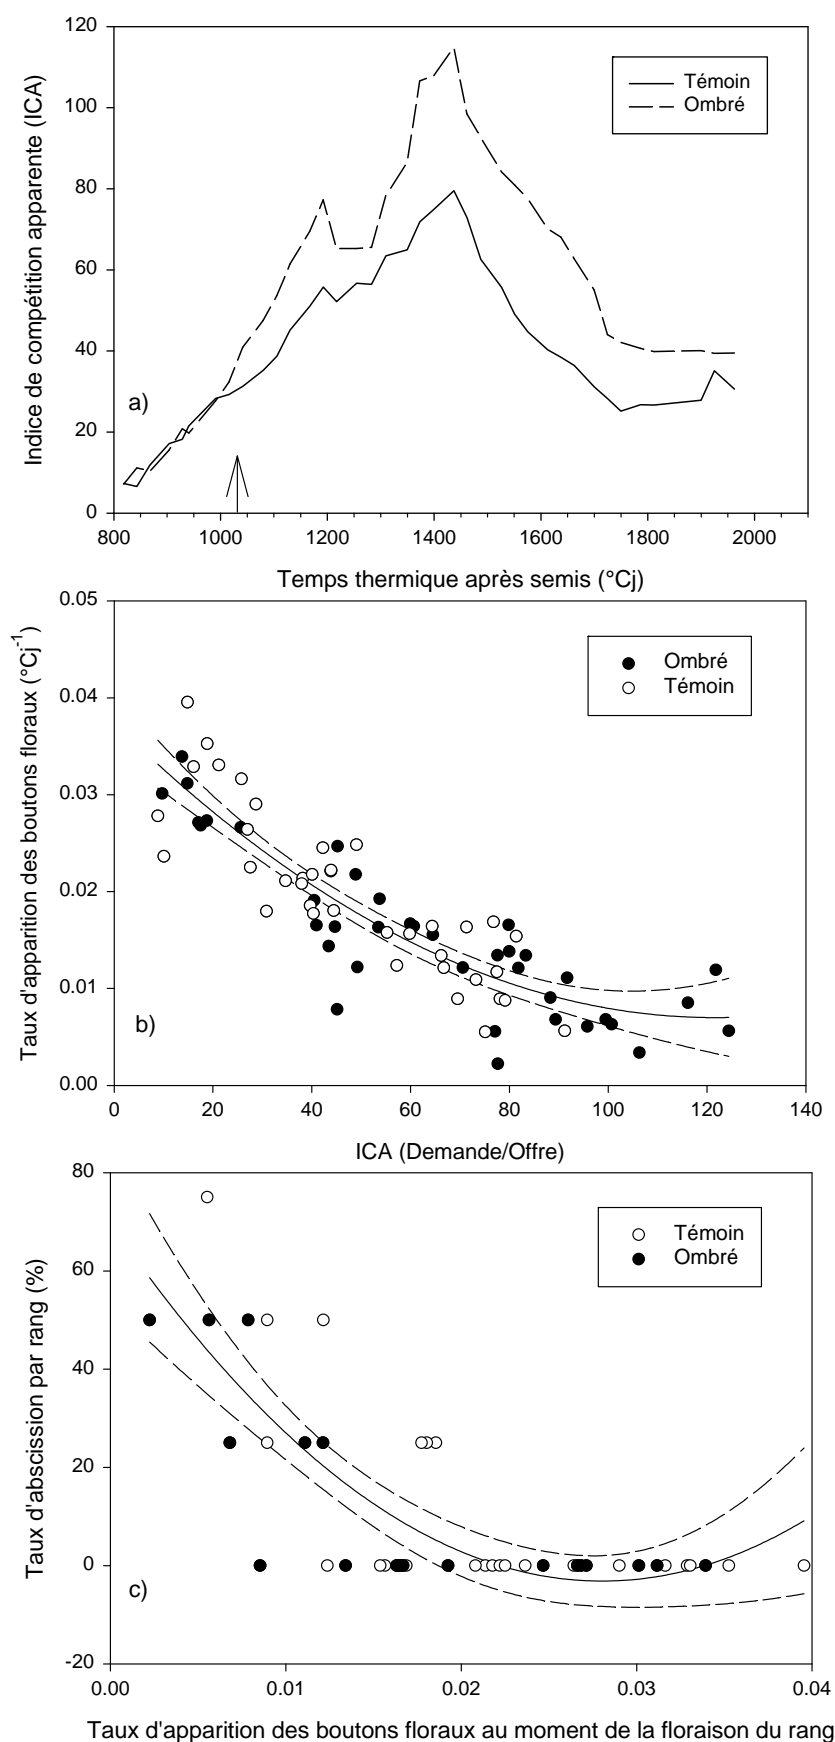 120
100
80
60
40
20
0
Indice de compétition apparente (ICA)
Témoin
Ombré
a)
800 1000 1200 1400 1600 1800 2000
Temps thermique après semis (°Cj)
0.05
0.04
0.03
0.02
0.01
0.00
Taux d'apparition des boutons floraux (°Cj-1)
Ombré
Témoin
b)
0 20 40 60 80 100 120 140
ICA (Demande/Offre)
80
60
40
20
0
-20
Taux d'abscission par rang (%)
Témoin
Ombré
c)
0.00 0.01 0.02 0.03 0.04
Taux d'apparition des boutons floraux au moment de la floraison du rang